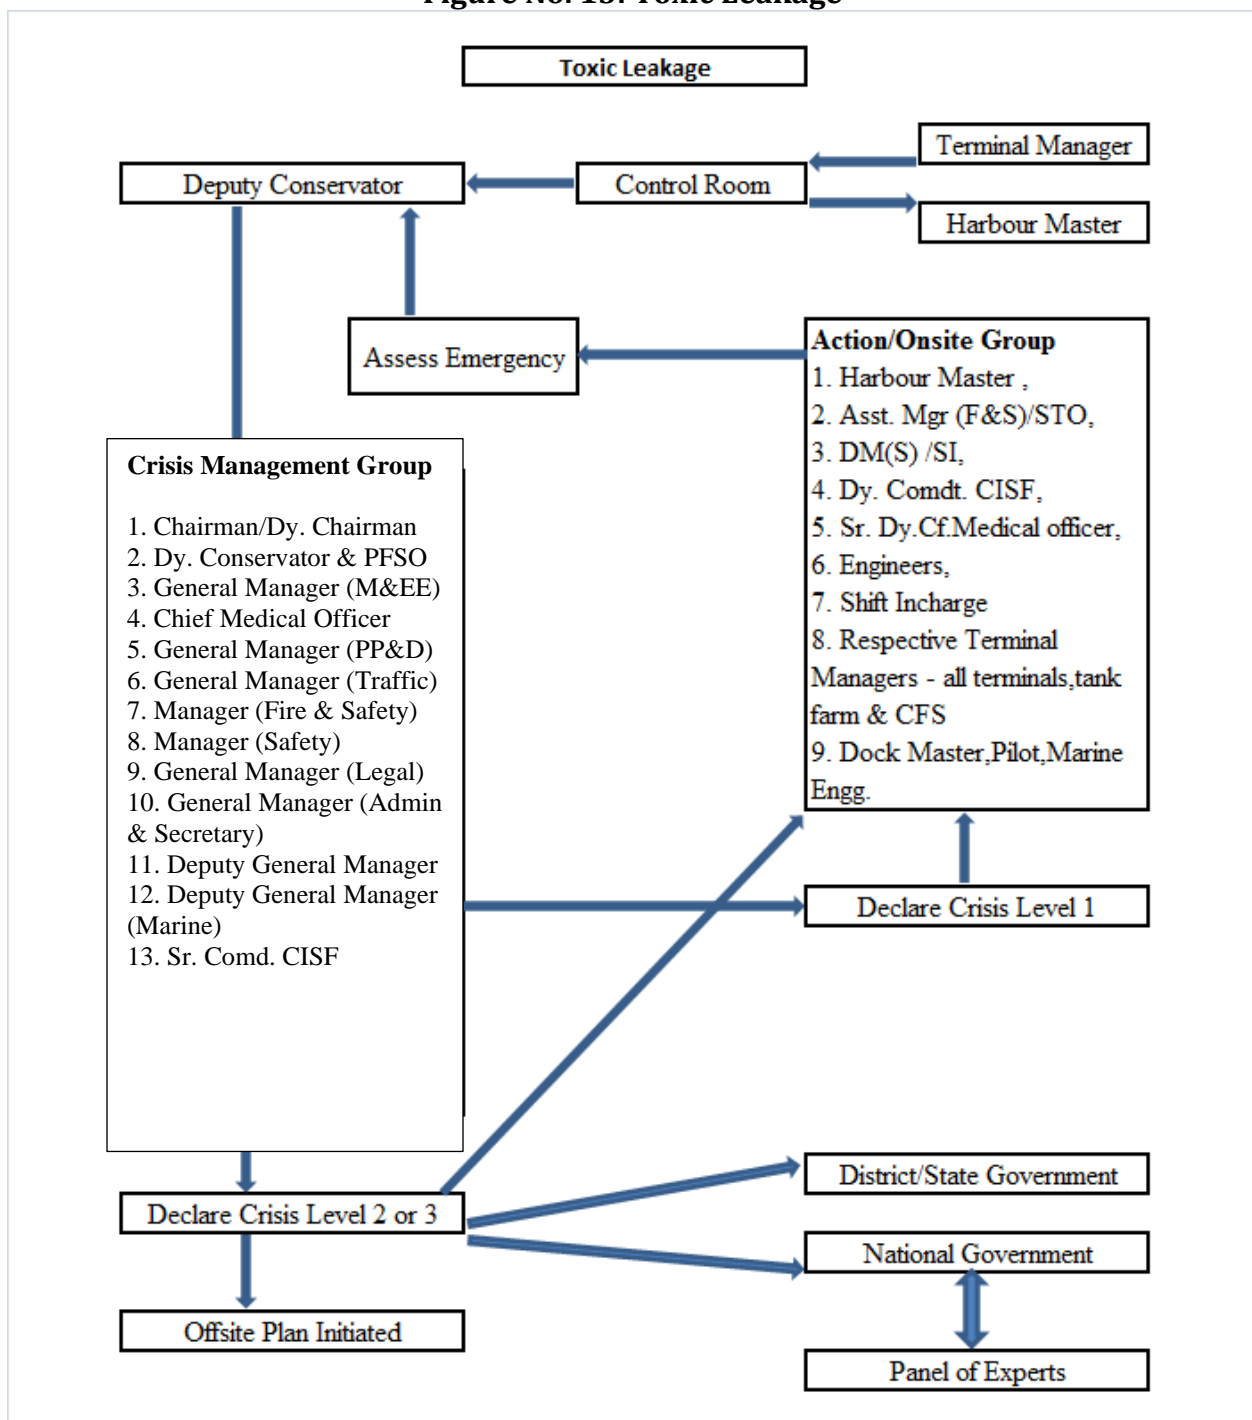 Figure No. 15: Toxic Leakage
Toxic Leakage
Terminal Manager
Deputy Conservator
Control Room
Harbour Master
Assess Emergency
Action/Onsite Group
1. Harbour Master ,
2. Asst. Mgr (F&S)/STO,
3. DM(S) /SI,
4. Dy. Comdt. CISF,
5. Sr. Dy.Cf.Medical officer,
6. Engineers,
7. Shift Incharge
8. Respective Terminal
Managers - all terminals,tank
farm & CFS
9. Dock Master,Pilot,Marine
Engg.
Crisis Management Group
1. Chairman/Dy. Chairman
2. Dy. Conservator & PFSO
3. General Manager (M&EE)
4. Chief Medical Officer
5. General Manager (PP&D)
6. General Manager (Traffic)
7. Manager (Fire & Safety)
8. Manager (Safety)
9. General Manager (Legal)
10. General Manager (Admin
& Secretary)
11. Deputy General Manager
12. Deputy General Manager
(Marine)
13. Sr. Comd. CISF
Declare Crisis Level 1
District/State Government
Declare Crisis Level 2 or 3
National Government
Offsite Plan Initiated
Panel of Experts